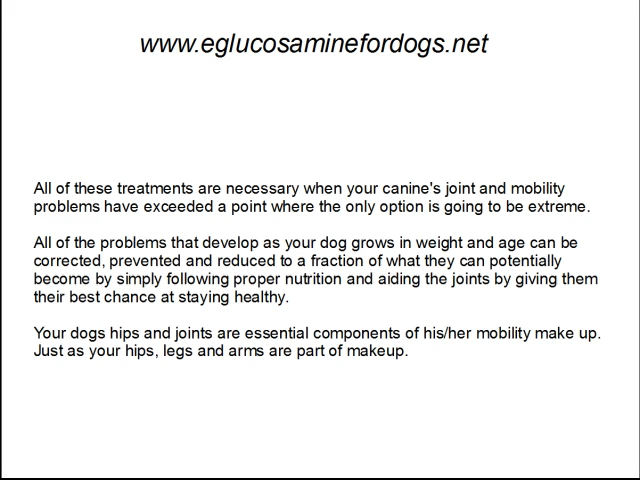 www.eglucosaminefordogs.net
All of these treatments are necessary when your canine's joint and mobility
problems have exceeded a point where the only option is going to be extreme.
All of the problems that develop as your dog grows in weight and age can be
corrected, prevented and reduced to a fraction of what they can potentially
become by simply following proper nutrition and aiding the joints by giving them
their best chance at staying healthy.
Your dogs hips and joints are essential components of his/her mobility make up.
Just as your hips, legs and arms are part of makeup.